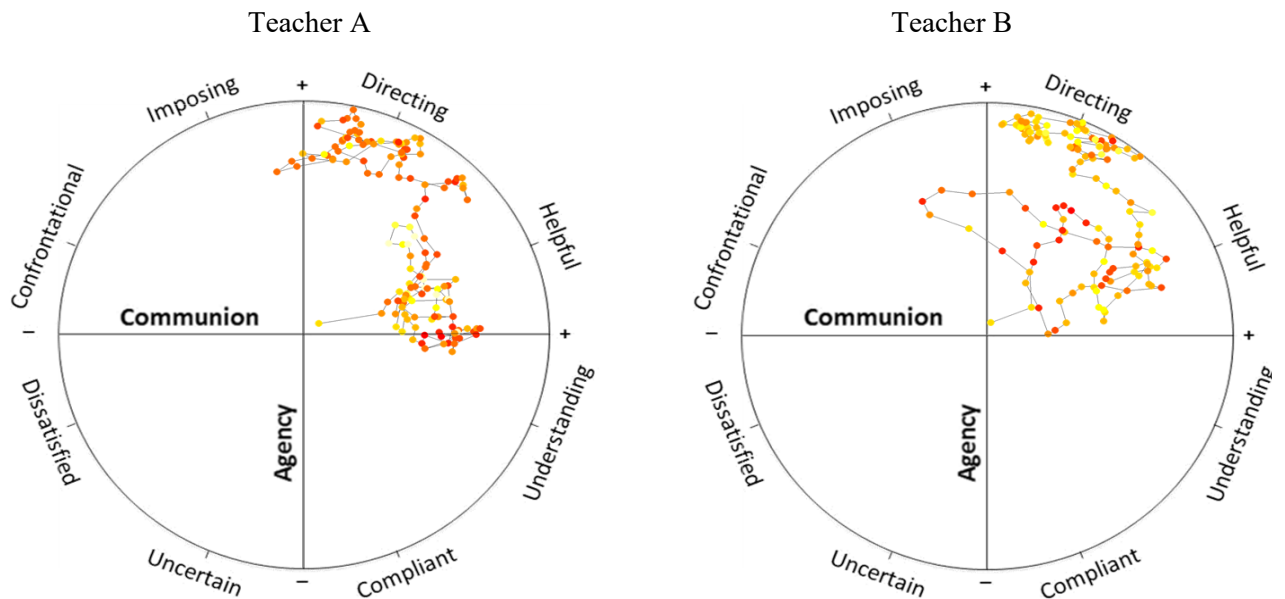 Teacher A
Teacher B
+
Imposing
Directing
Confrontational
Helpful
Communion
–
+
Dissatisfied
Understanding
Agency
Uncertain
Compliant
–
+
Imposing
Directing
Confrontational
Helpful
Communion
–
+
Dissatisfied
Understanding
Agency
Uncertain
Compliant
–